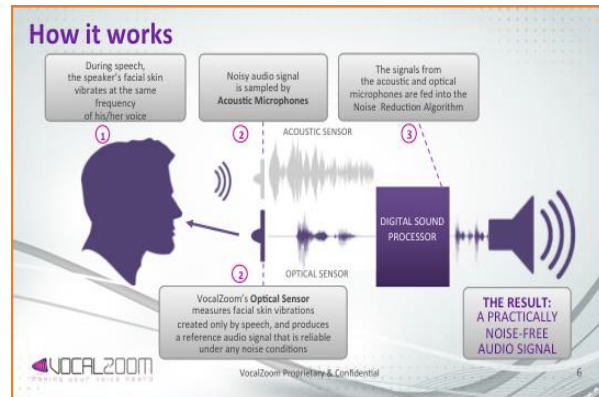 How it works
During speech,
the speaker's facial skin
vibrates at the same
frequency
of his/her voice
1
Noisy audio signal
is sampled by
Acoustic Microphones
2
The signals from
the acoustic and optical
microphones are fed into the
Noise Reduction Algorithm
3
ACOUSTIC SENSOR
DIGITAL SOUND
PROCESSOR
OPTICAL SENSOR
2
VocalZoom's Optical Sensor
measures facial skin vibrations
created only by speech, and produces
a reference audio signal that is reliable
under any noise conditions
THE RESULT:
A PRACTICALLY
NOISE-FREE
AUDIO SIGNAL
VOCALZOOM
making your voice heard
VocalZoom Proprietary & Confidential
6